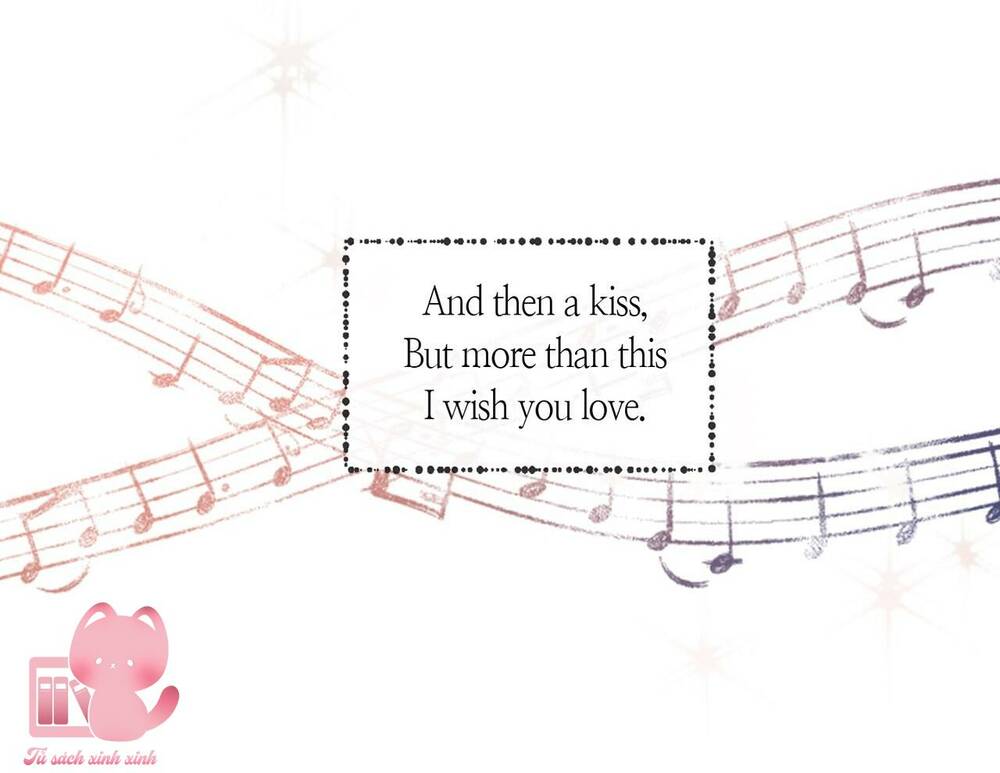 And then a kiss,
But more than this
I wish you love.
Tủ sách xinh xinh